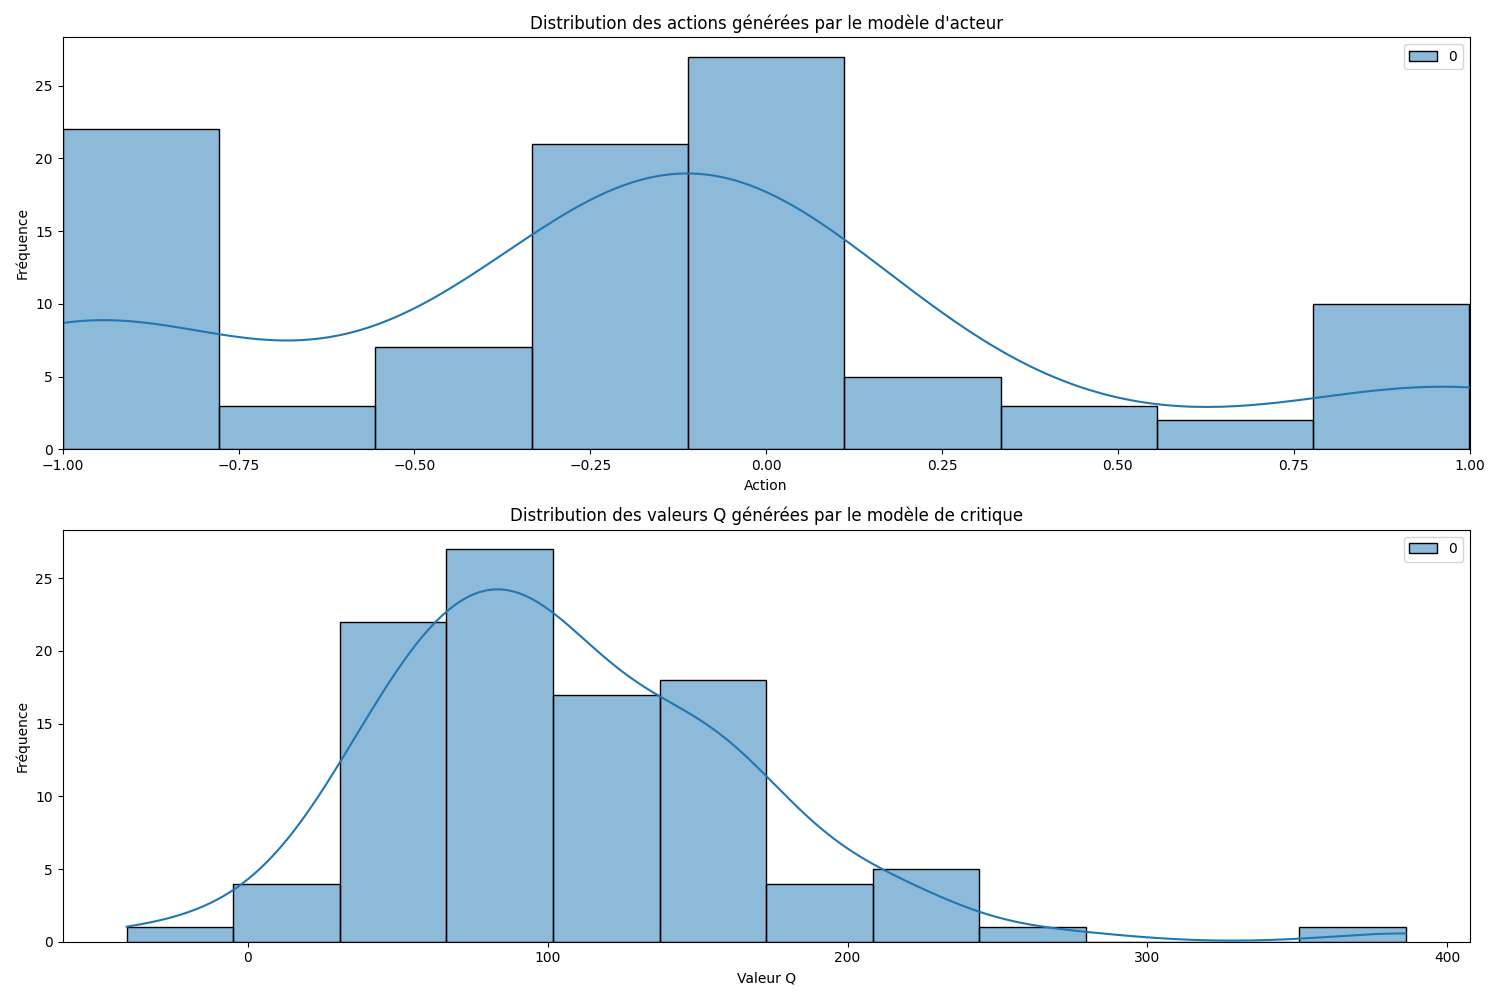 Distribution des actions générées par le modèle d'acteur
0
25
20
15
10
5
0
Fréquence
−1.00 −0.75 −0.50 −0.25 0.00 0.25 0.50 0.75 1.00
Action
Distribution des valeurs Q générées par le modèle de critique
0
25
20
15
10
5
0
Fréquence
0 100 200 300 400
Valeur Q